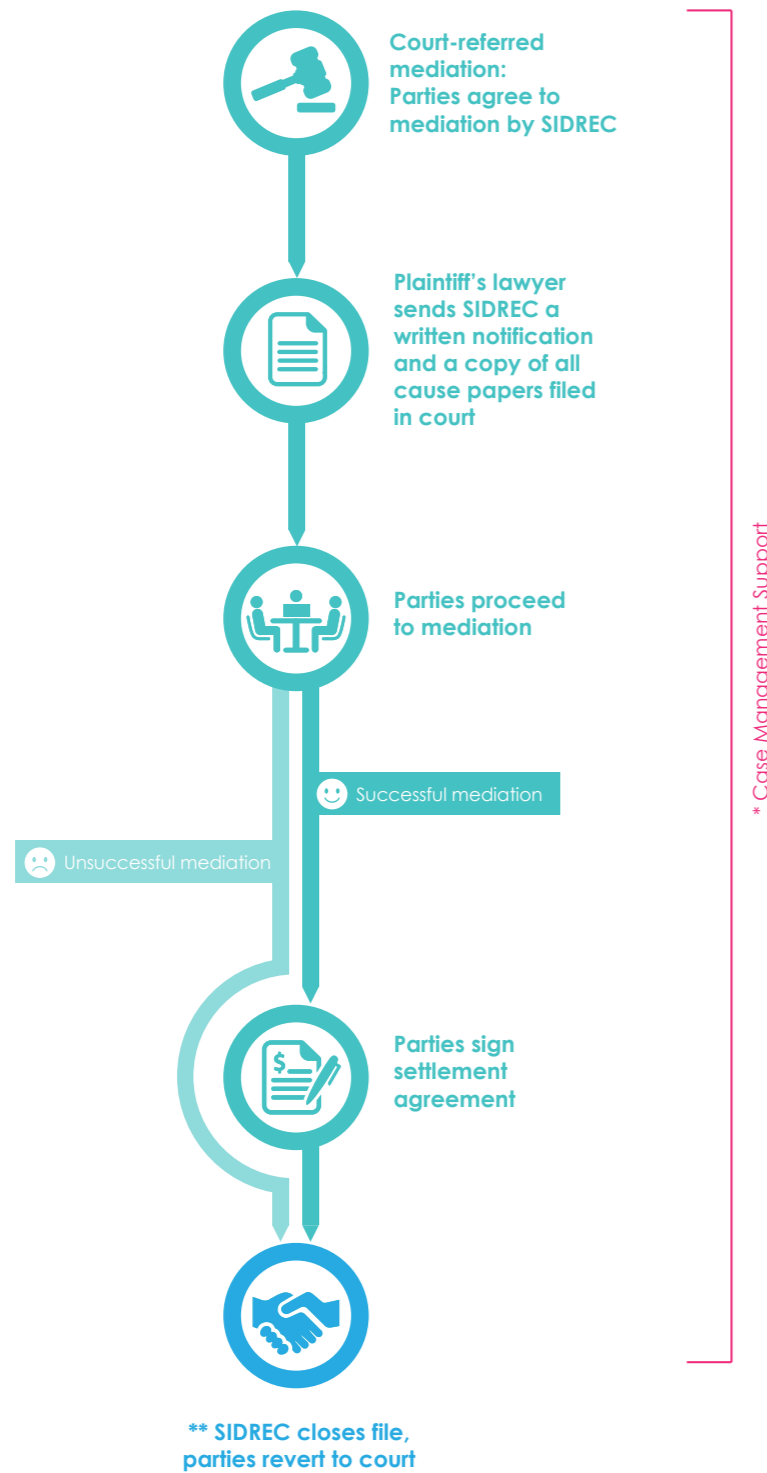 Court-referred
mediation:
Parties agree to
mediation by SIDREC
Plaintiff's lawyer
sends SIDREC a
written notification
and a copy of all
cause papers filed
in court
Parties proceed
to mediation
* Case Management Support
Successful mediation
Unsuccessful mediation
$
Parties sign
settlement
agreement
** SIDREC closes file,
parties revert to court